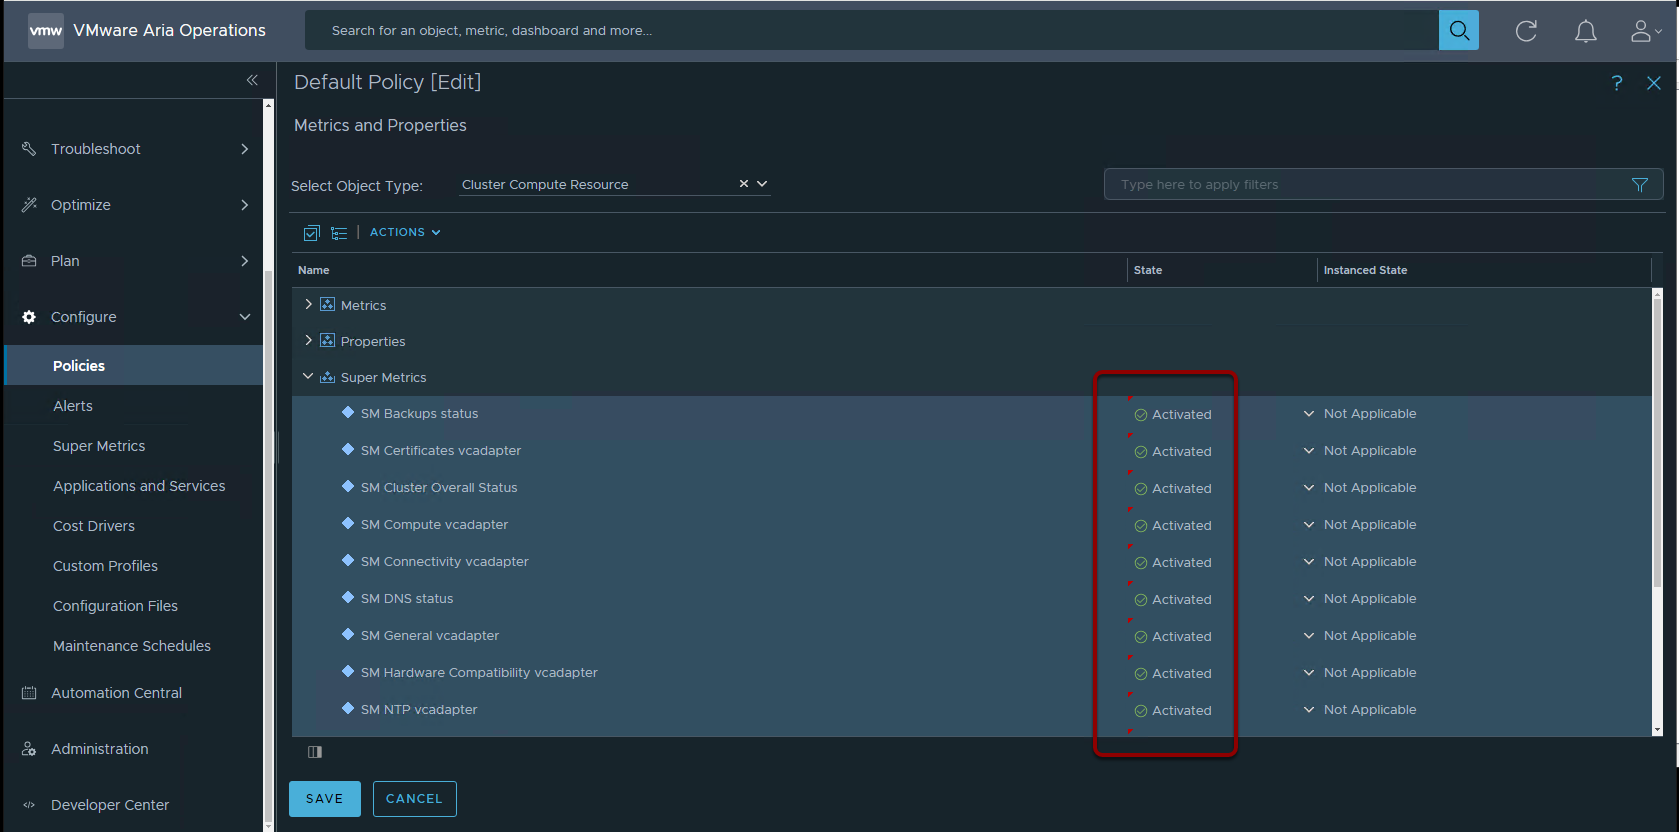 vmw VMware Aria Operations
Search for an object, metric, dashboard and more...
Default Policy [Edit]
?
Metrics and Properties
Troubleshoot
Optimize
Plan
Configure
Policies
Alerts
Super Metrics
Applications and Services
Cost Drivers
Custom Profiles
Configuration Files
Maintenance Schedules
Automation Central
Administration
Developer Center
Select Object Type: Cluster Compute Resource
Type here to apply filters
ACTIONS
Name State Instanced State
Metrics
Properties
Super Metrics
SM Backups status Activated Not Applicable
SM Certificates vcadapter Activated Not Applicable
SM Cluster Overall Status Activated Not Applicable
SM Compute vcadapter Activated Not Applicable
SM Connectivity vcadapter Activated Not Applicable
SM DNS status Activated Not Applicable
SM General vcadapter Activated Not Applicable
SM Hardware Compatibility vcadapter Activated Not Applicable
SM NTP vcadapter Activated Not Applicable
SAVE CANCEL